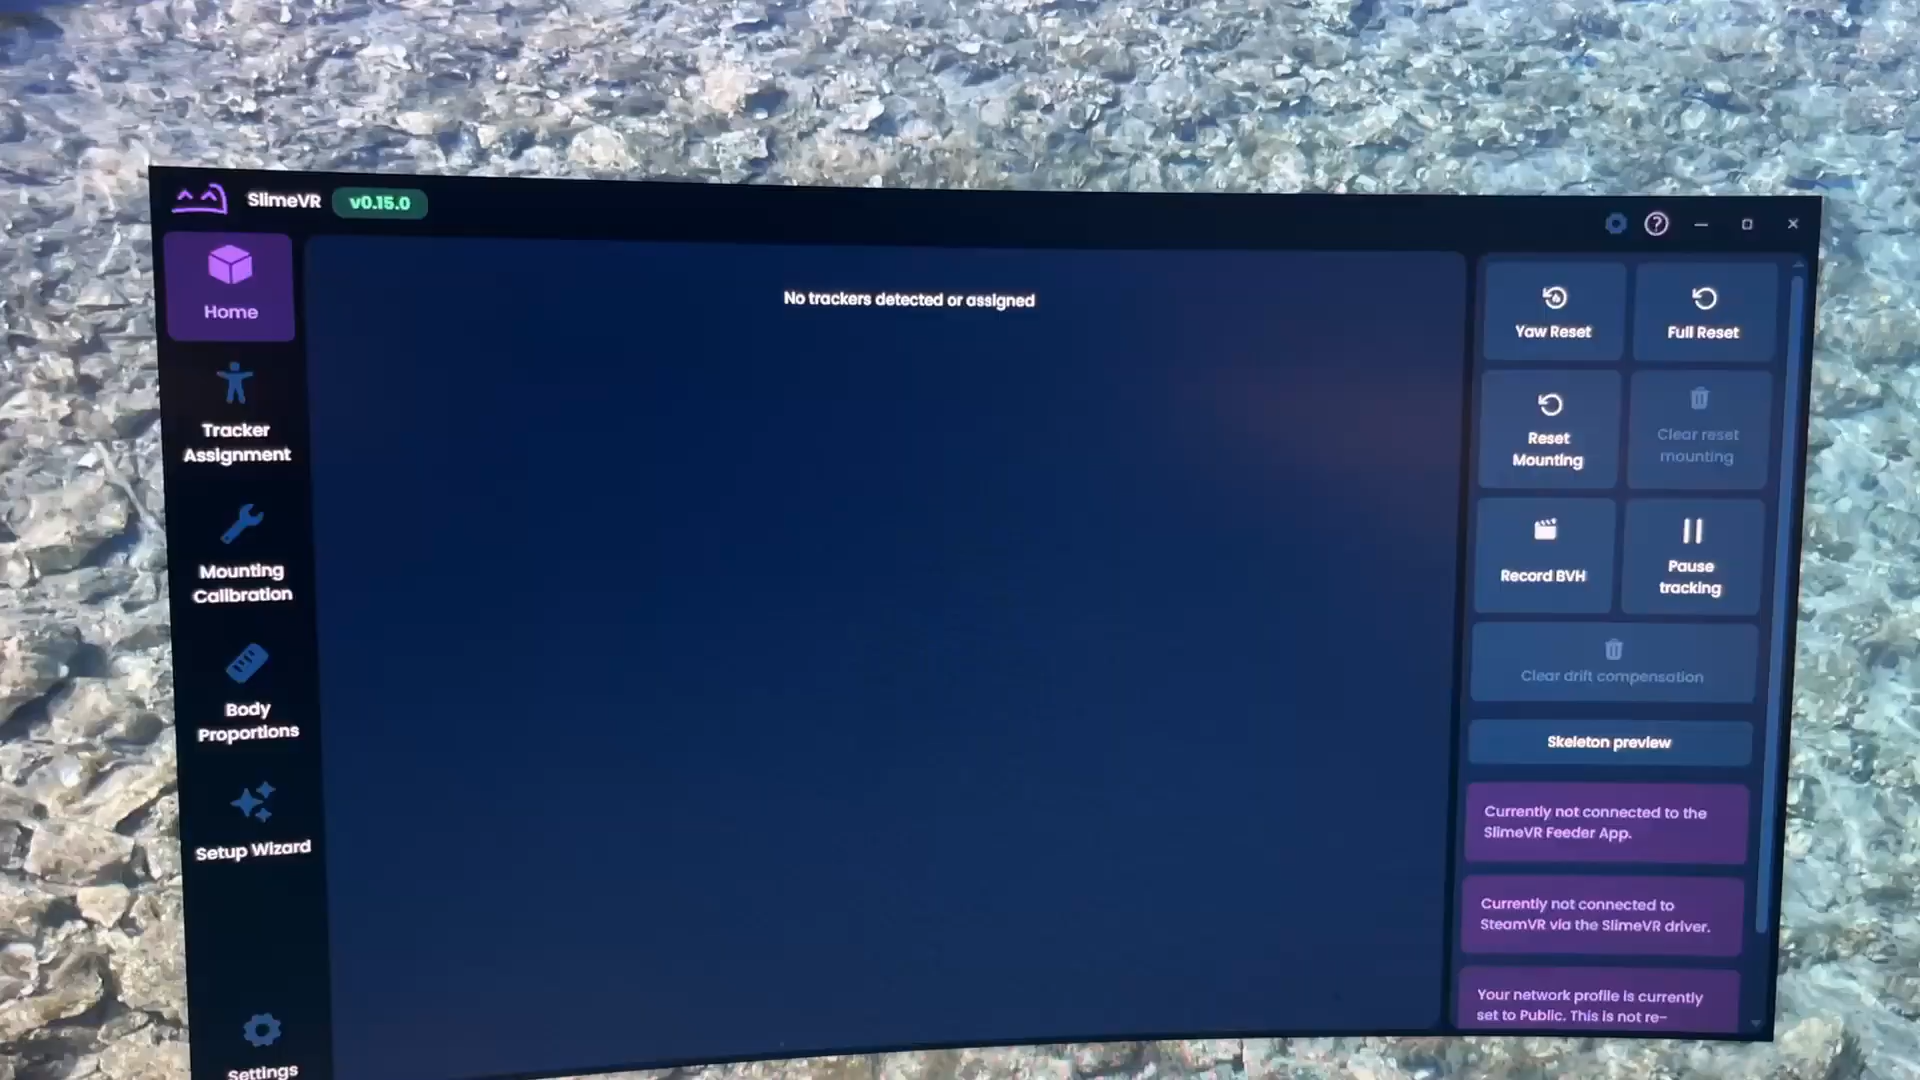 SlimeVR
v0.15.0
Home
Tracker
Assignment
Mounting
Calibration
Body
Proportions
Setup Wizard
Settings
No trackers detected or assigned
Yaw Reset
Full Reset
Reset
Mounting
Clear reset
mounting
Record BVH
Pause
tracking
Clear drift compensation
Skeleton preview
Currently not connected to the
SlimeVR Feeder App.
Currently not connected to
SteamVR via the SlimeVR driver.
Your network profile is currently
set to Public. This is not re-